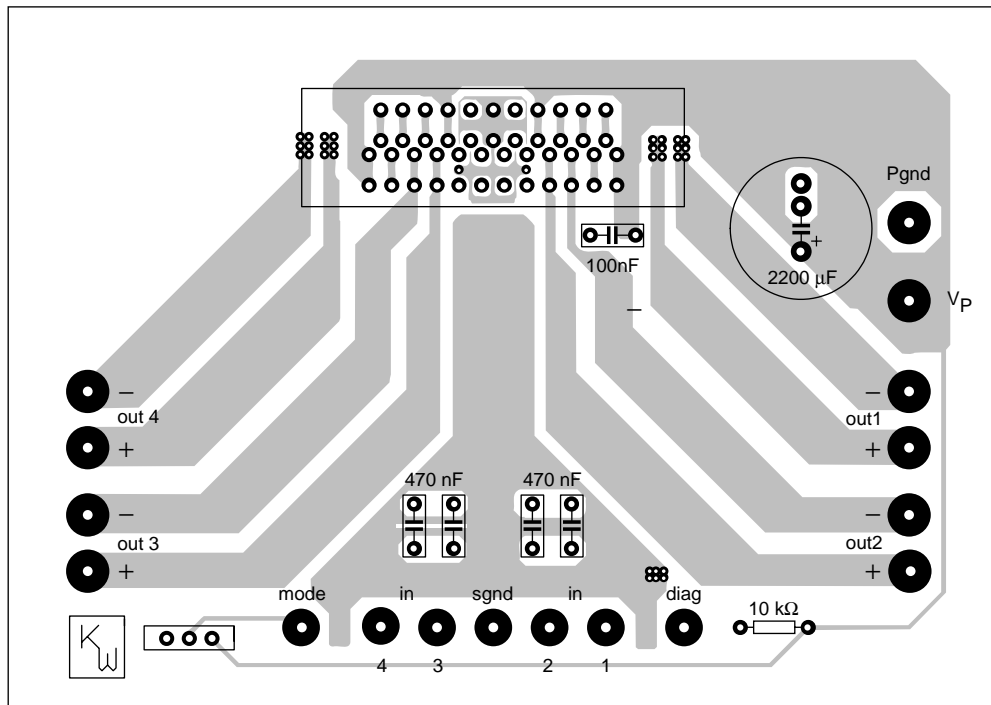 Pgnd
100nF
+
2200 µF
VP
−
− −
out 4 out1
+ +
470 nF 470 nF
− −
out 3 out2
+ +
mode in sgnd in diag 10 kΩ
KW
4 3 2 1